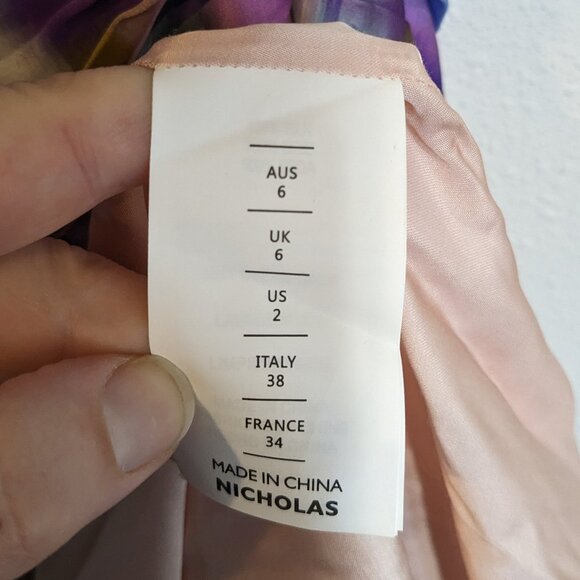 AUS
6
UK
6
US
2
ITALY
38
FRANCE
34
MADE IN CHINA
NICHOLAS